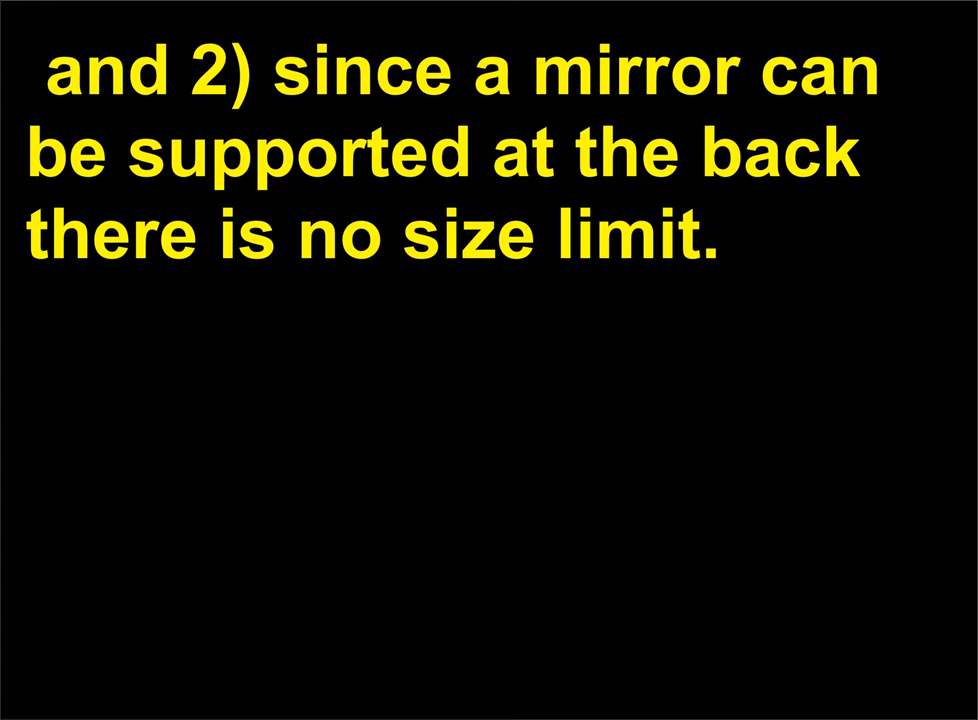 and 2) since a mirror can
be supported at the back
there is no size limit.